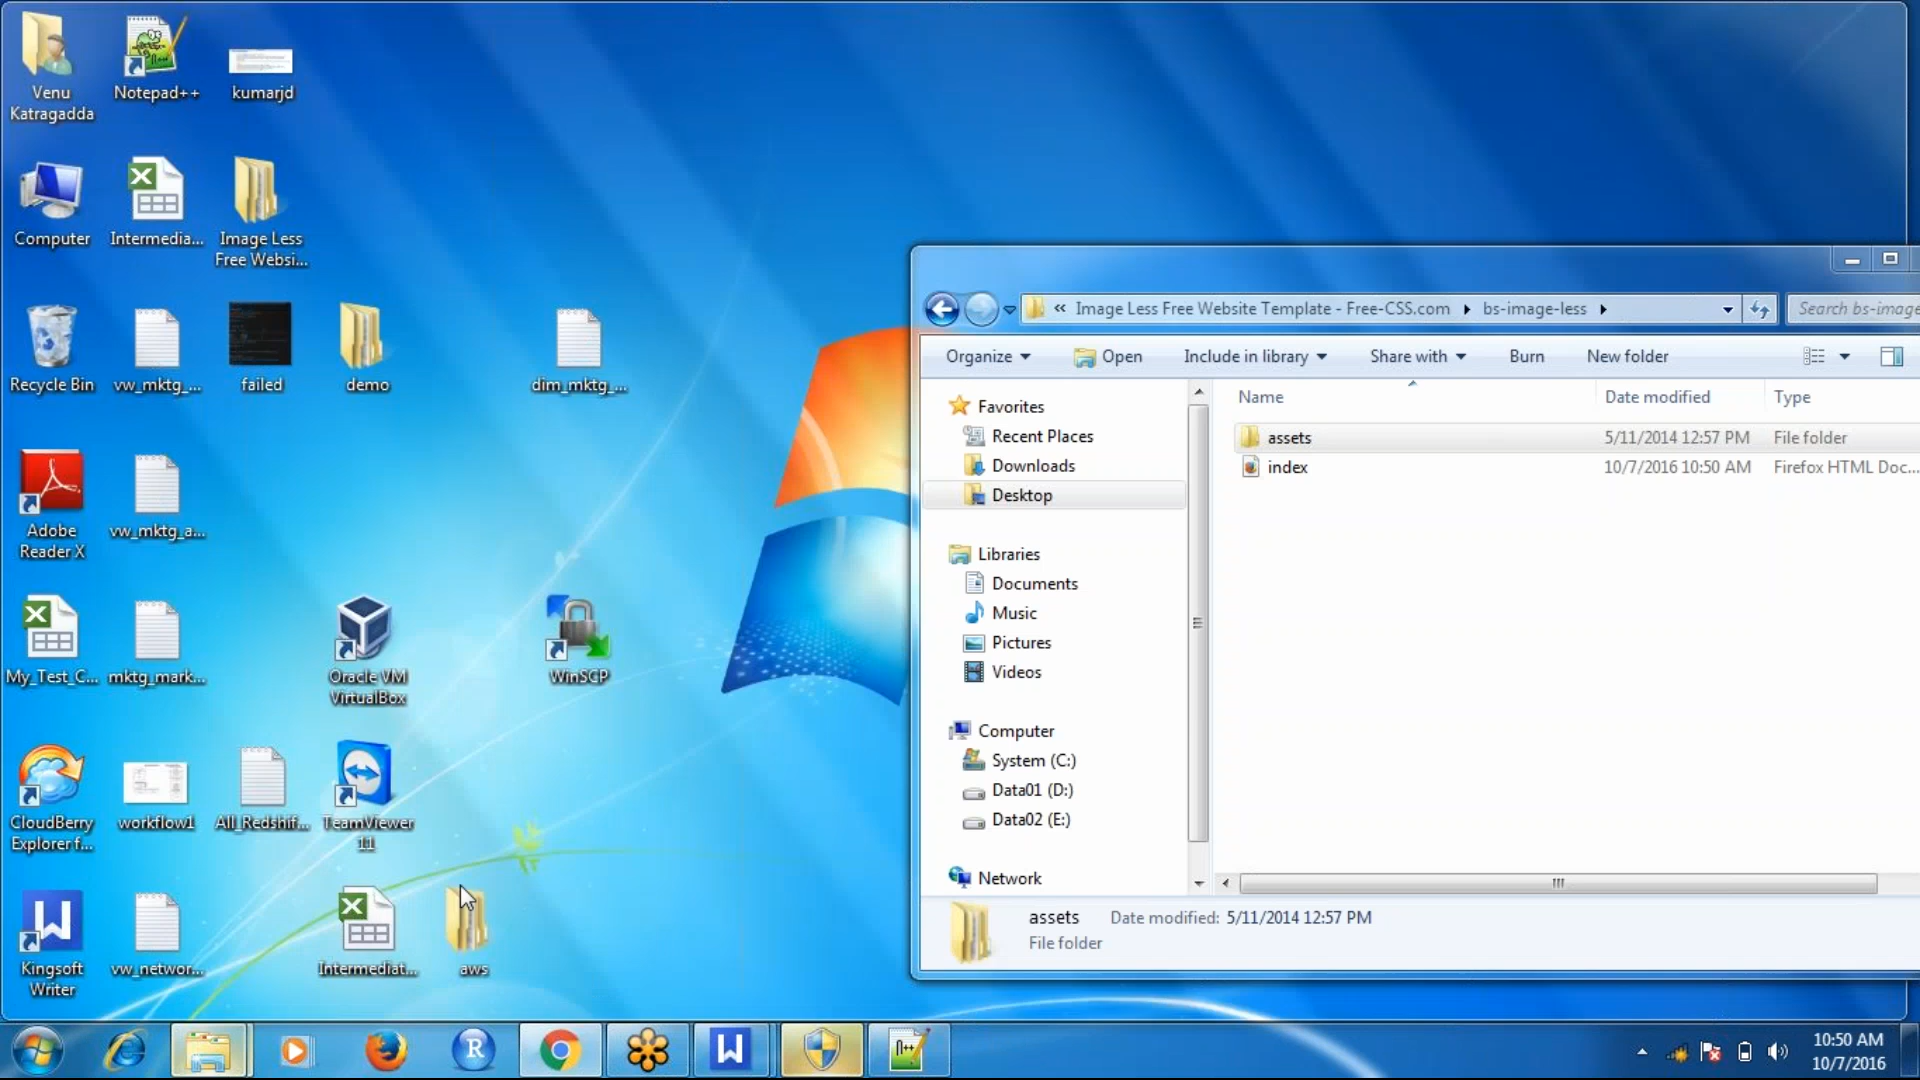 Venu
Katragadda
Notepad++
kumarjd
Computer
Intermedia...
Image Less
Free Websi...
Recycle Bin
vw_mktg_...
failed
demo
dim_mktg_...
Adobe
Reader X
vw_mktg_a...
My_Test_C...
mktg_mark...
Oracle VM
VirtualBox
WinSCP
CloudBerry
Explorer f...
workflow1
All_Redshif...
TeamViewer
11
Kingsoft
Writer
vw_networ...
Intermediat...
aws
« Image Less Free Website Template - Free-CSS.com bs-image-less
Search bs-image
Organize Open Include in library Share with Burn New folder
Favorites
Recent Places
Downloads
Desktop
Libraries
Documents
Music
Pictures
Videos
Computer
System (C:)
Data01 (D:)
Data02 (E:)
Network
Name Date modified Type
assets 5/11/2014 12:57 PM File folder
index 10/7/2016 10:50 AM Firefox HTML Doc...
assets Date modified: 5/11/2014 12:57 PM
File folder
10:50 AM
10/7/2016